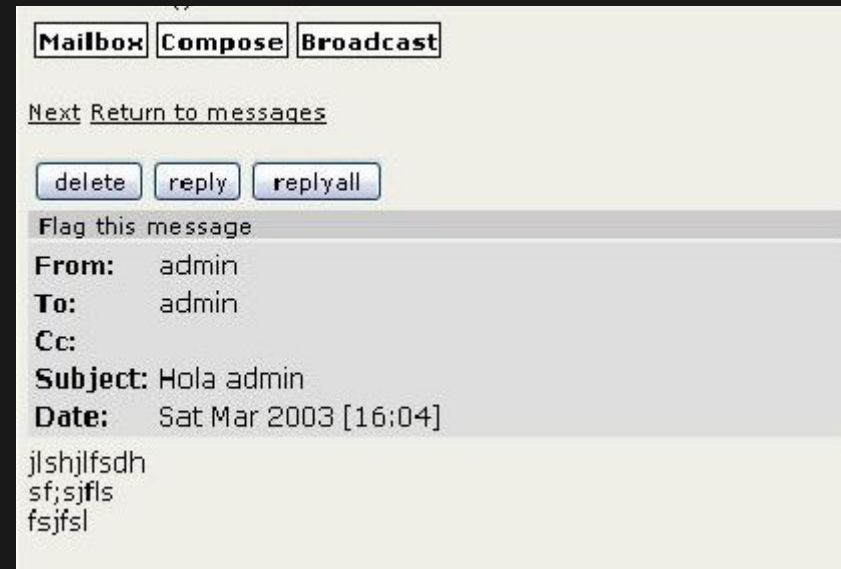 Mailbox Compose Broadcast
Next Return to messages
delete reply replyall
Flag this message
From: admin
To: admin
Cc:
Subject: Hola admin
Date: Sat Mar 2003 [16:04]
jlshjlfsdh
sf;sjfls
fsjfsl